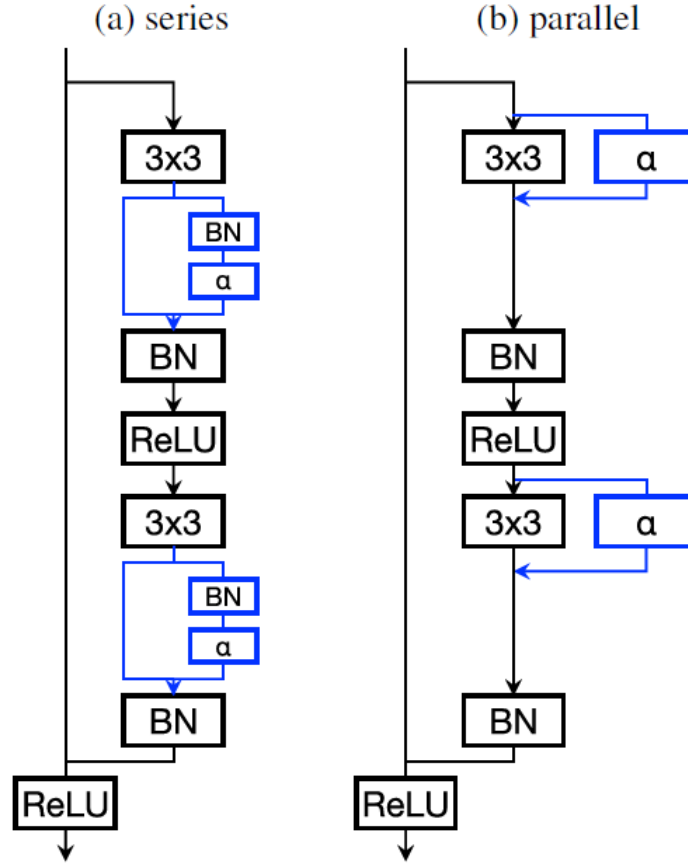 (a) series
3x3
BN
α
BN
ReLU
3x3
BN
α
BN
ReLU
(b) parallel
3x3
α
BN
ReLU
3x3
α
BN
ReLU